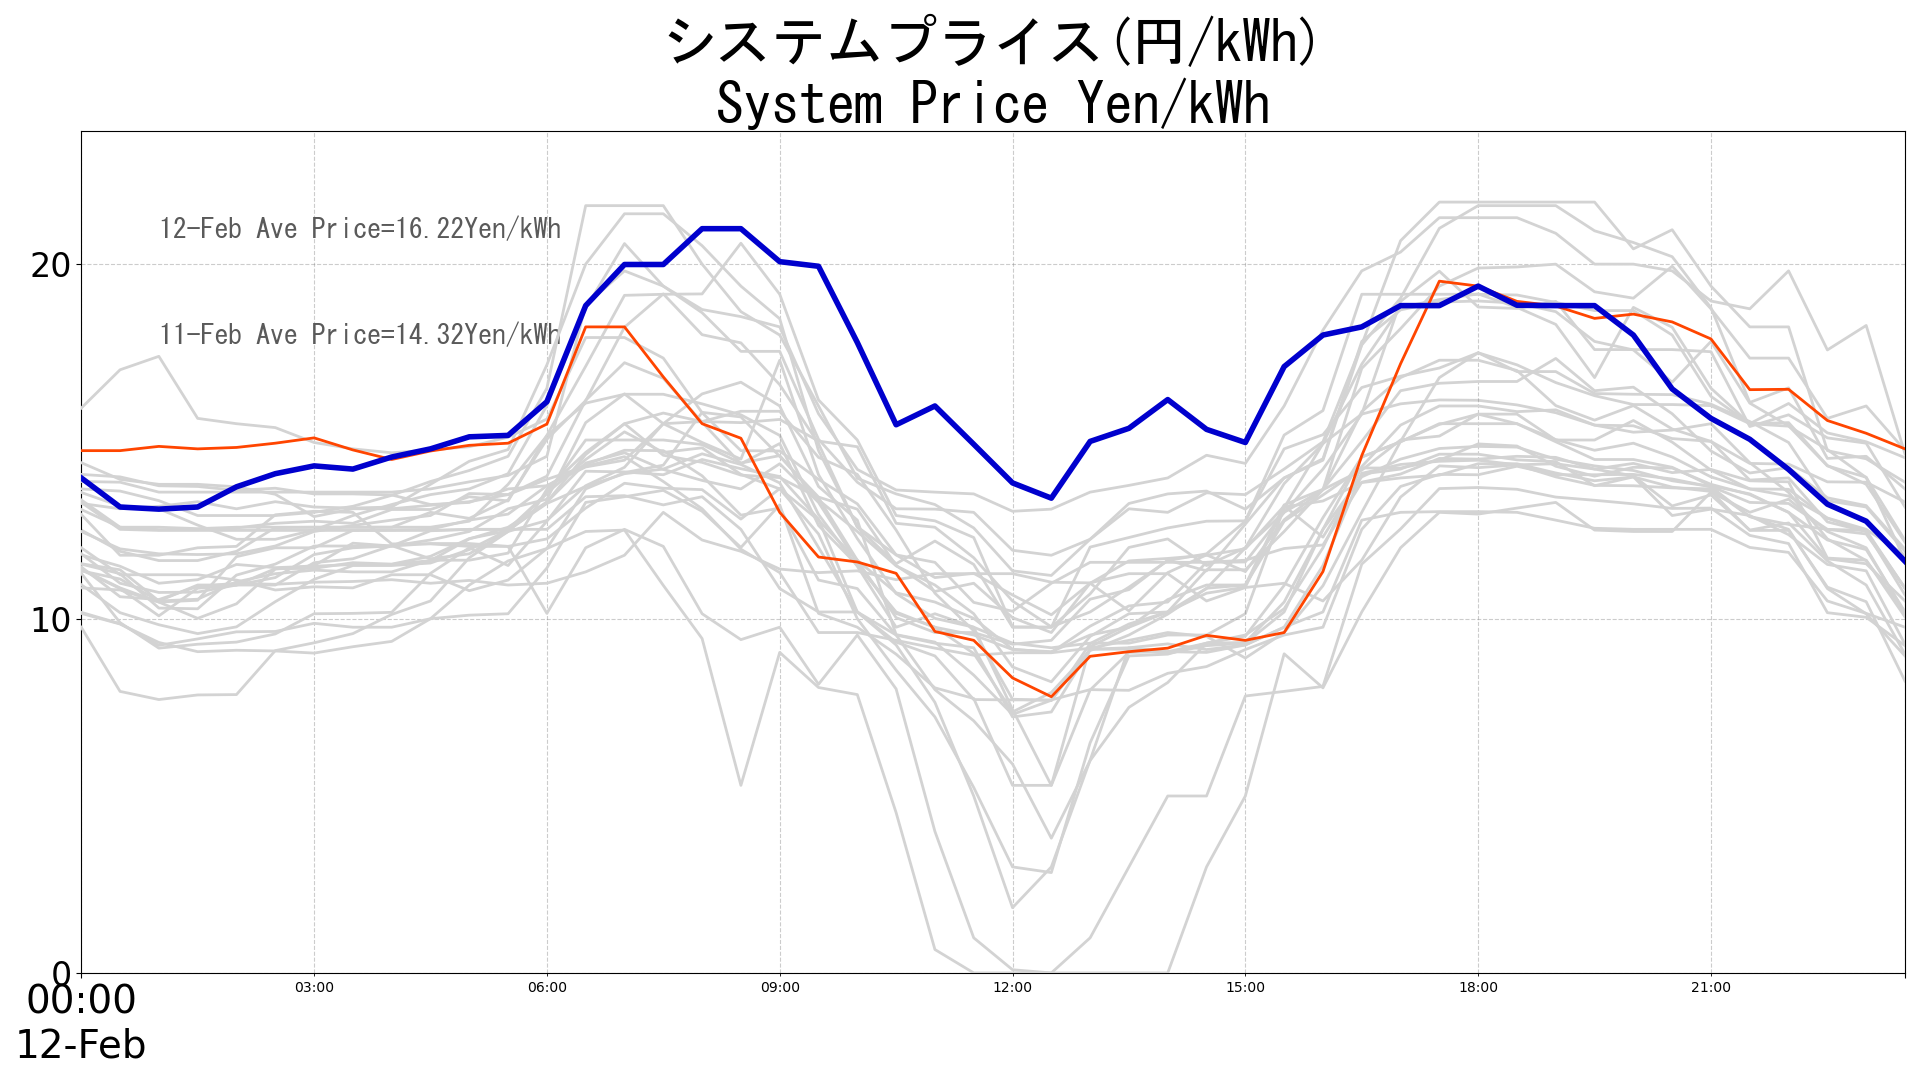 システムプライス(円/kWh)
System Price Yen/kWh
12-Feb Ave Price=16.22Yen/kWh
11-Feb Ave Price=14.32Yen/kWh
20
10
0
00:00 03:00 06:00 09:00 12:00 15:00 18:00 21:00
12-Feb